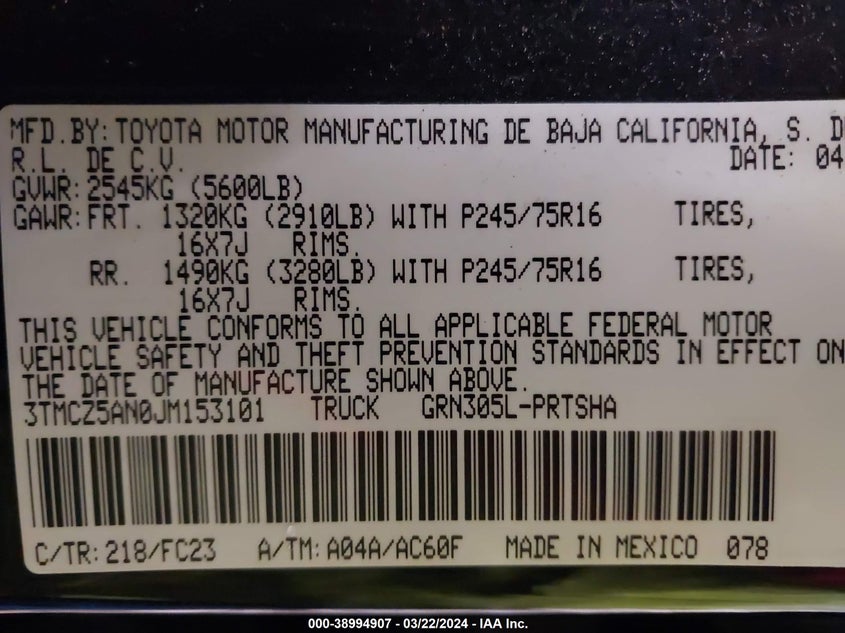 MFD.BY: TOYOTA MOTOR MANUFACTURING DE BAJA CALIFORNIA, S. D
R.L. DE C.V. DATE: 04
GVWR: 2545KG (5600LB)
GAWR: FRT. 1320KG (2910LB) WITH P245/75R16 TIRES,
16X7J RIMS.
RR. 1490KG (3280LB) WITH P245/75R16 TIRES,
16X7J RIMS.
THIS VEHICLE CONFORMS TO ALL APPLICABLE FEDERAL MOTOR
VEHICLE SAFETY AND THEFT PREVENTION STANDARDS IN EFFECT ON
THE DATE OF MANUFACTURE SHOWN ABOVE.
3TMCZ5AN0JM153101 TRUCK GRN305L-PRTSHA
C/TR: 218/FC23 A/TM: A04A/AC60F MADE IN MEXICO 078
000-38994907 - 03/22/2024 - IAA Inc.